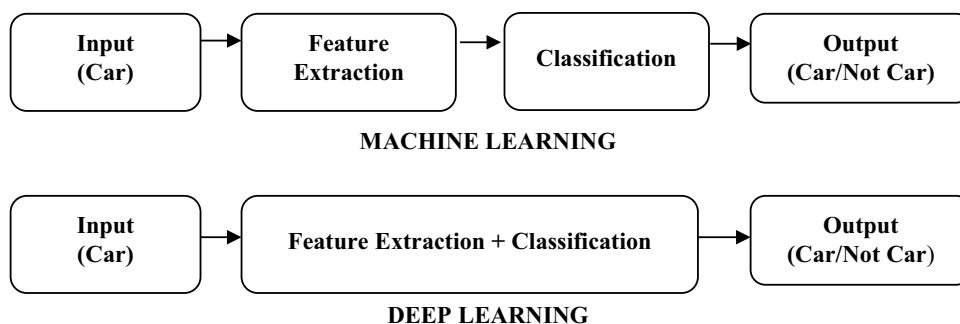 Input
(Car)
Feature
Extraction
Classification
Output
(Car/Not Car)
MACHINE LEARNING
Input
(Car)
Feature Extraction + Classification
Output
(Car/Not Car)
DEEP LEARNING